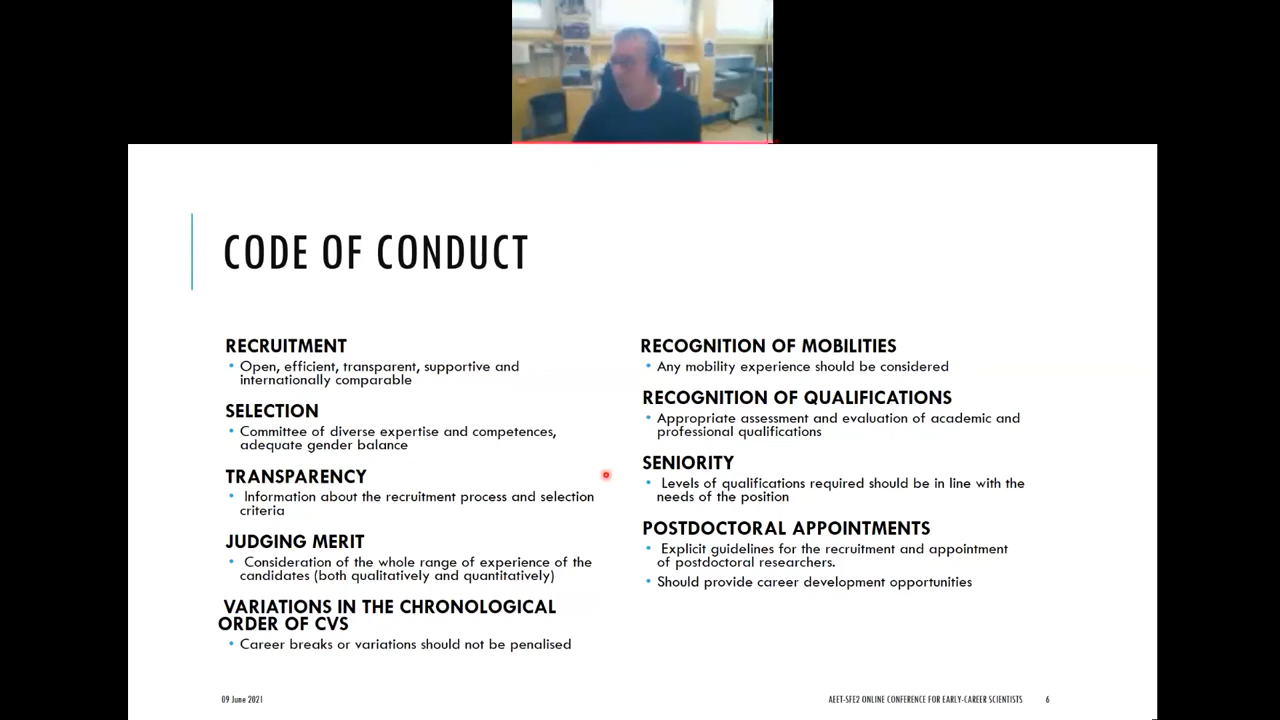 CODE OF CONDUCT
RECRUITMENT
• Open, efficient, transparent, supportive and
internationally comparable
SELECTION
• Committee of diverse expertise and competences,
adequate gender balance
TRANSPARENCY
• Information about the recruitment process and selection
criteria
JUDGING MERIT
• Consideration of the whole range of experience of the
candidates (both qualitatively and quantitatively)
VARIATIONS IN THE CHRONOLOGICAL
ORDER OF CVS
• Career breaks or variations should not be penalised
RECOGNITION OF MOBILITIES
• Any mobility experience should be considered
RECOGNITION OF QUALIFICATIONS
• Appropriate assessment and evaluation of academic and
professional qualifications
SENIORITY
• Levels of qualifications required should be in line with the
needs of the position
POSTDOCTORAL APPOINTMENTS
• Explicit guidelines for the recruitment and appointment
of postdoctoral researchers.
• Should provide career development opportunities
09 June 2021
AEET-SFE2 ONLINE CONFERENCE FOR EARLY-CAREER SCIENTISTS
6